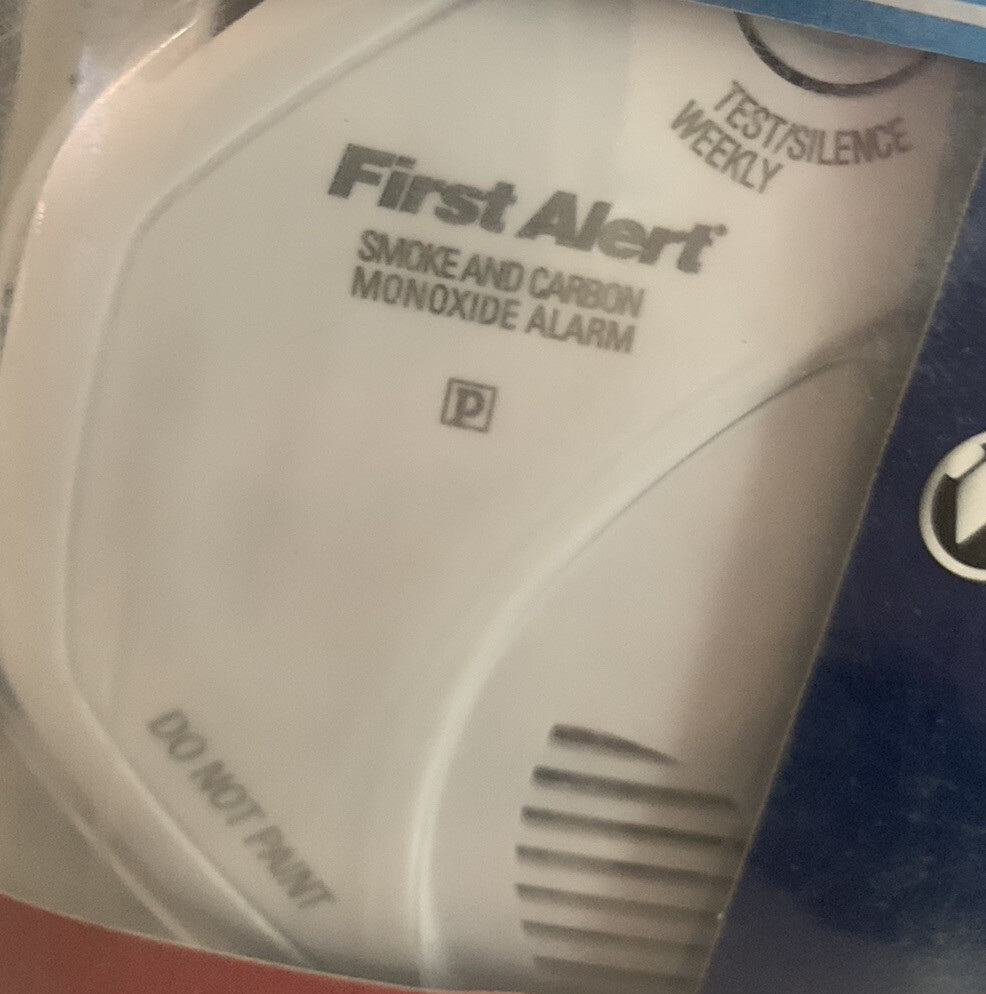 TEST/SILENCE
WEEKLY
First Alert®
SMOKE AND CARBON
MONOXIDE ALARM
P
DO NOT PAINT